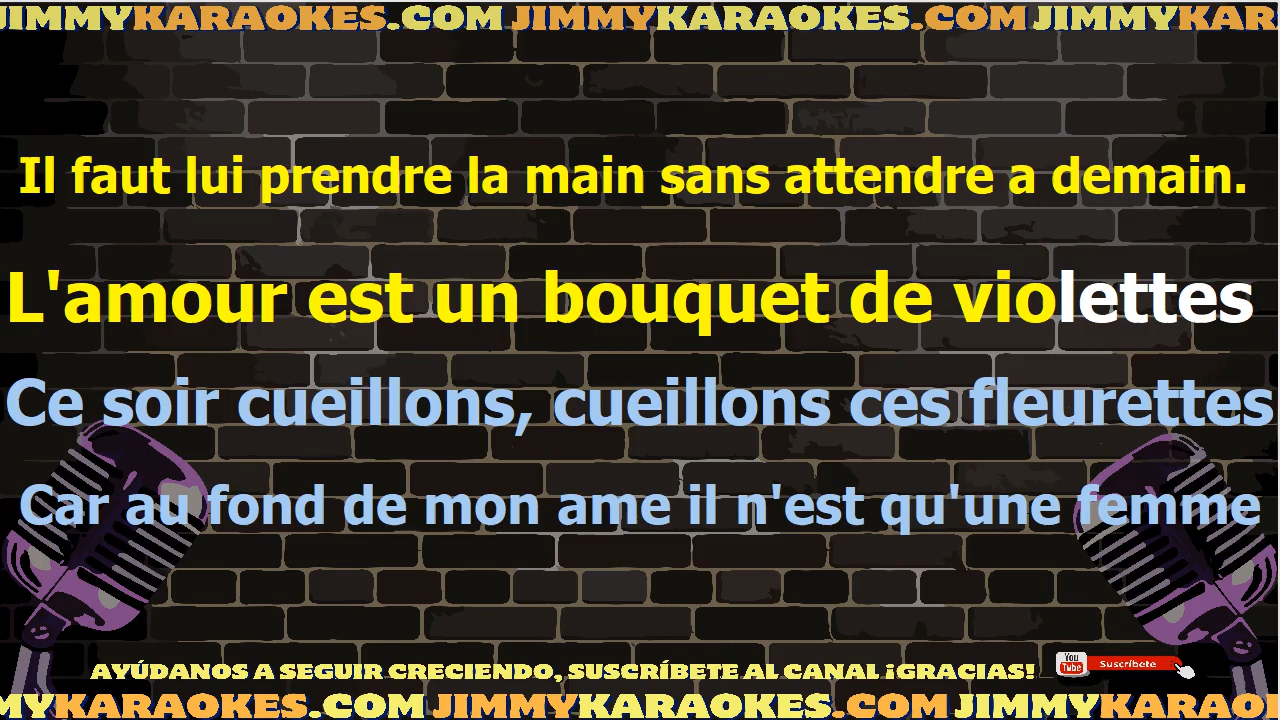 JIMMYKARAOKES.COM JIMMYKARAOKES.COM JIMMYKAR
Il faut lui prendre la main sans attendre a demain.
L'amour est un bouquet de violettes
Ce soir cueillons, cueillons ces fleurettes
Car au fond de mon ame il n'est qu'une femme
AYÚDANOS A SEGUIR CRECIENDO, SUSCRÍBETE AL CANAL ¡GRACIAS!
You Tube Suscríbete
MYKARAOKES.COM JIMMYKARAOKES.COM JIMMYKARAO